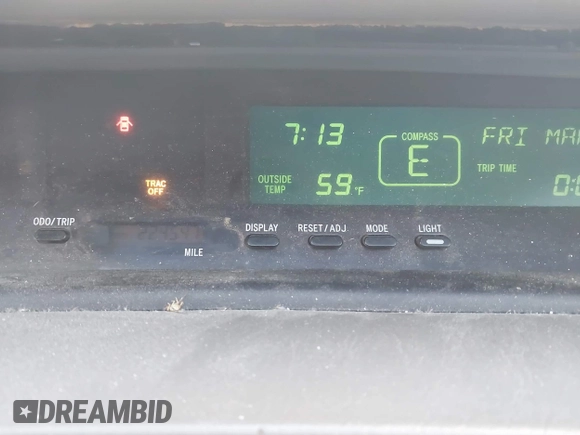 7:13
COMPASS
E
FRI MAR
OUTSIDE
TEMP
59 °F
TRIP TIME
TRAC
OFF
ODO/TRIP
DISPLAY
RESET/ADJ
MODE
LIGHT
MILE
DREAMBID